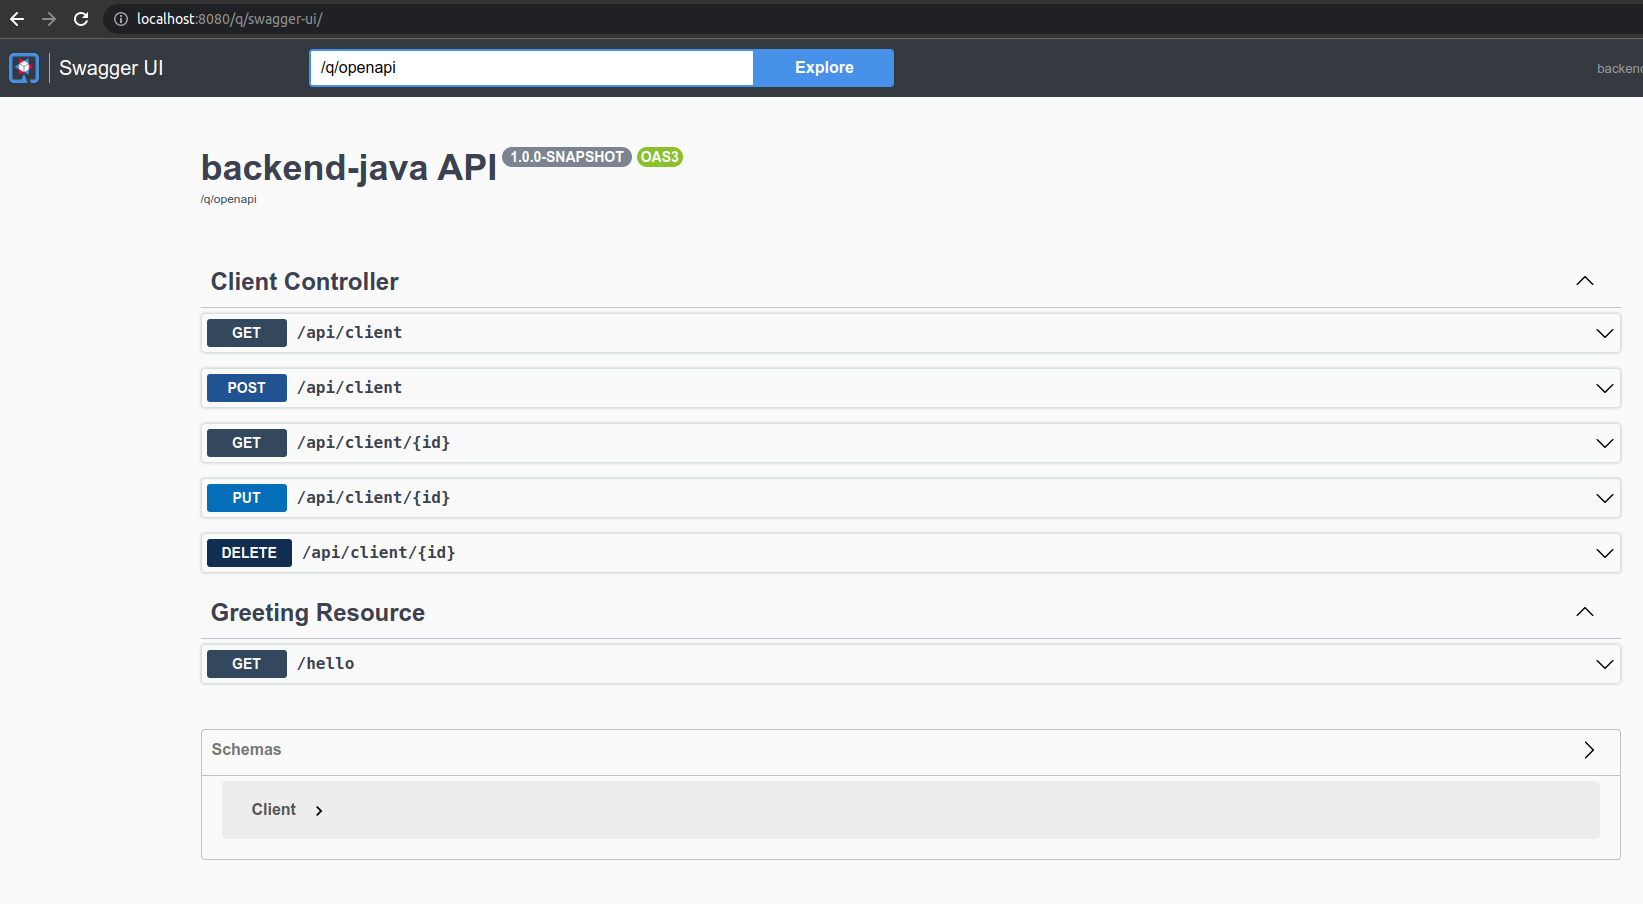 localhost:8080/q/swagger-ui/
Swagger UI
/q/openapi
Explore
backend
backend-java API 1.0.0-SNAPSHOT OAS3
/q/openapi
Client Controller
GET /api/client
POST /api/client
GET /api/client/{id}
PUT /api/client/{id}
DELETE /api/client/{id}
Greeting Resource
GET /hello
Schemas
Client